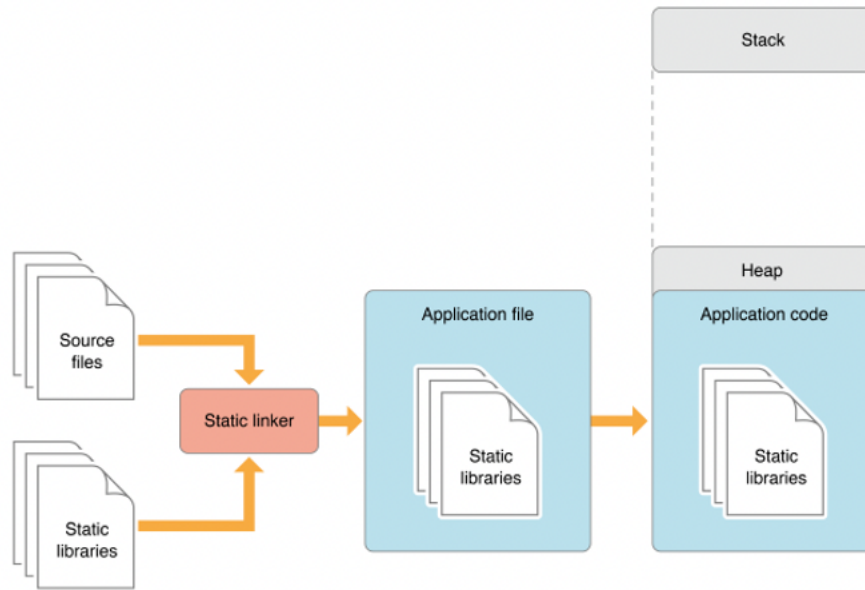 Stack
Heap
Source
files
Application file
Application code
Static linker
Static
libraries
Static
libraries
Static
libraries